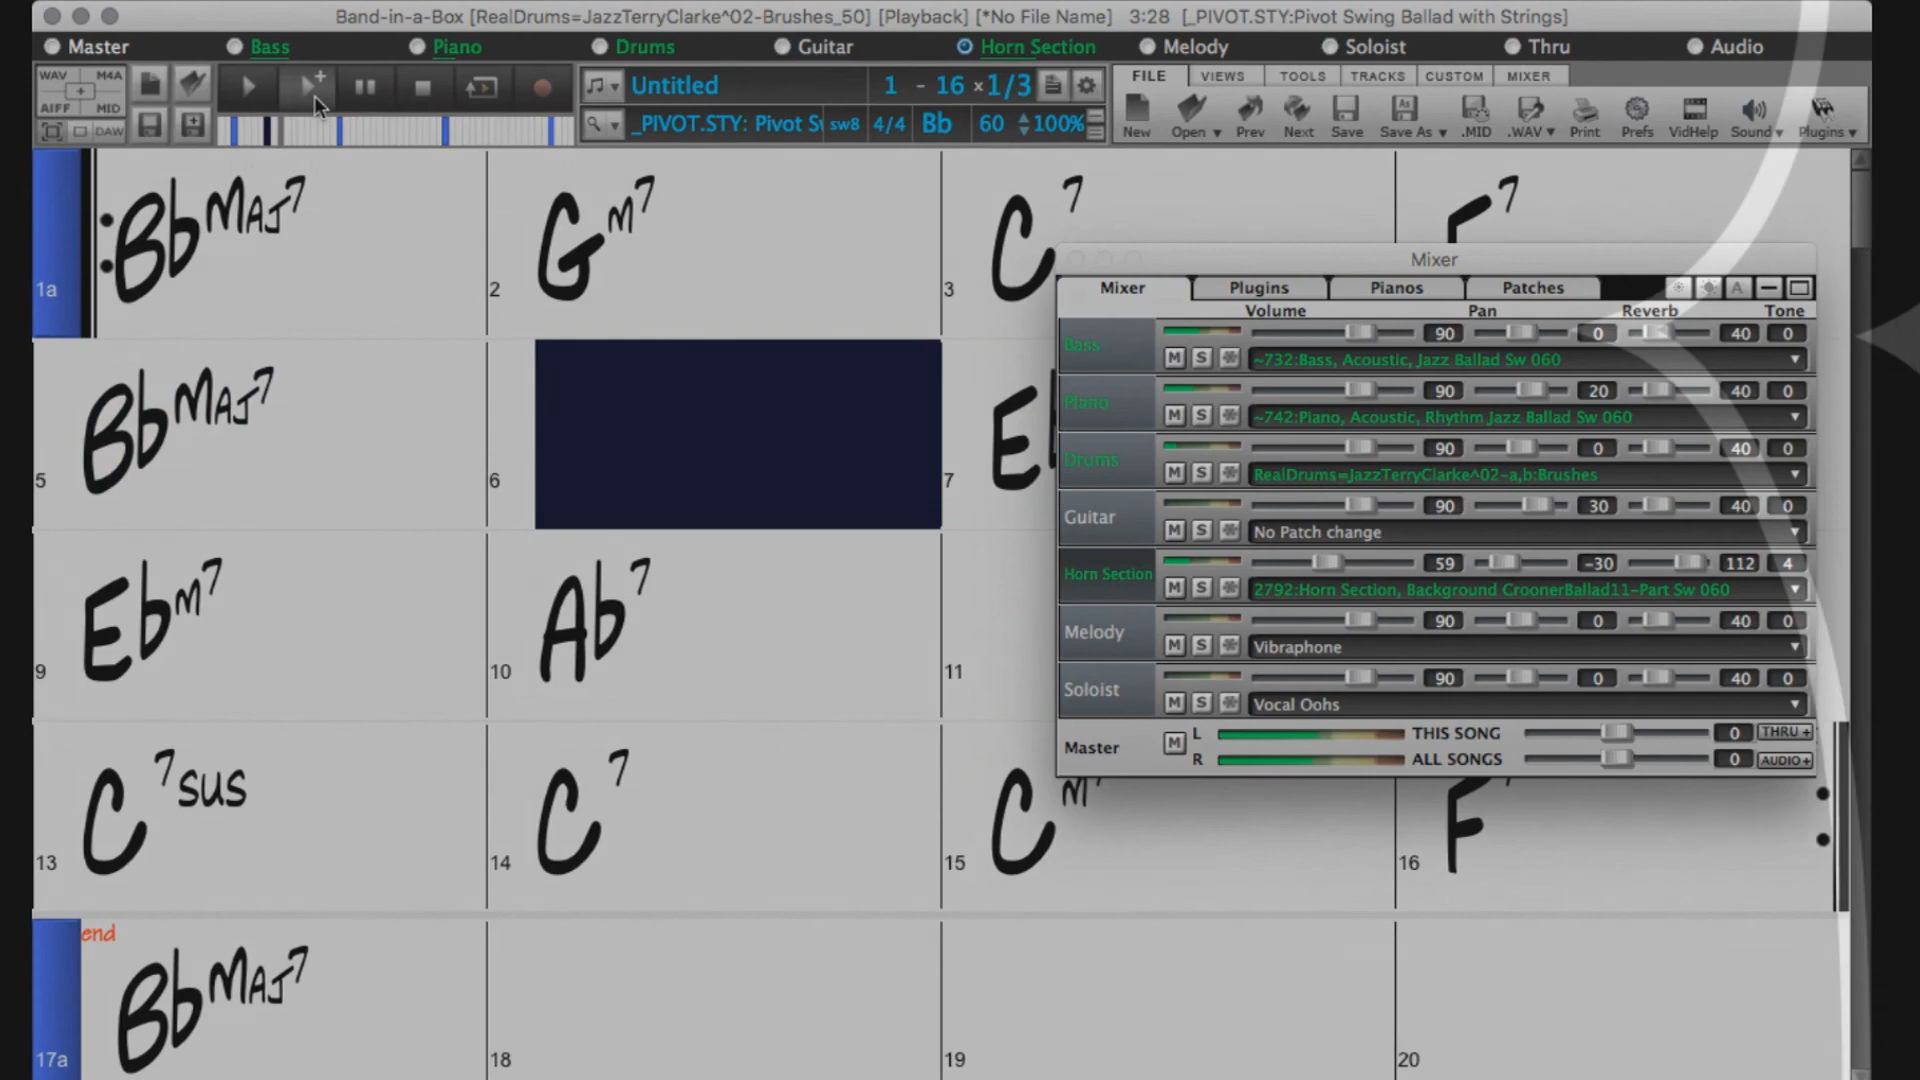 Band-in-a-Box [RealDrums=JazzTerryClarke^02-Brushes_50] [Playback] [*No File Name] 3:28 [_PIVOT.STY:Pivot Swing Ballad with Strings]
Master Bass Piano Drums Guitar Horn Section Melody Soloist Thru Audio
WAV M4A AIFF MID DAW
Untitled 1 - 16 x 1/3
_PIVOT.STY: Pivot Sw sw8 4/4 Bb 60 100%
FILE VIEWS TOOLS TRACKS CUSTOM MIXER
New Open Prev Next Save Save As .MID .WAV Print Prefs VidHelp Sound Plugins
1a BbMAJ7 2 Gm7 3 C7 F7
5 BbMAJ7 6 7 E
9 Ebm7 10 Ab7 11
13 C7sus 14 C7 15 Cm7 16 F
end
17a BbMAJ7 18 19 20
Mixer
Mixer Plugins Pianos Patches A
Volume Pan Reverb Tone
Bass 90 0 40 0
M S ~732:Bass, Acoustic, Jazz Ballad Sw 060
Piano 90 20 40 0
M S ~742:Piano, Acoustic, Rhythm Jazz Ballad Sw 060
Drums 90 0 40 0
M S RealDrums=JazzTerryClarke^02-a,b:Brushes
Guitar 90 30 40 0
M S No Patch change
Horn Section 59 -30 112 4
M S 2792:Horn Section, Background CroonerBallad11-Part Sw 060
Melody 90 0 40 0
M S Vibraphone
Soloist 90 0 40 0
M S Vocal Oohs
Master M L THIS SONG 0 THRU+
R ALL SONGS 0 AUDIO+